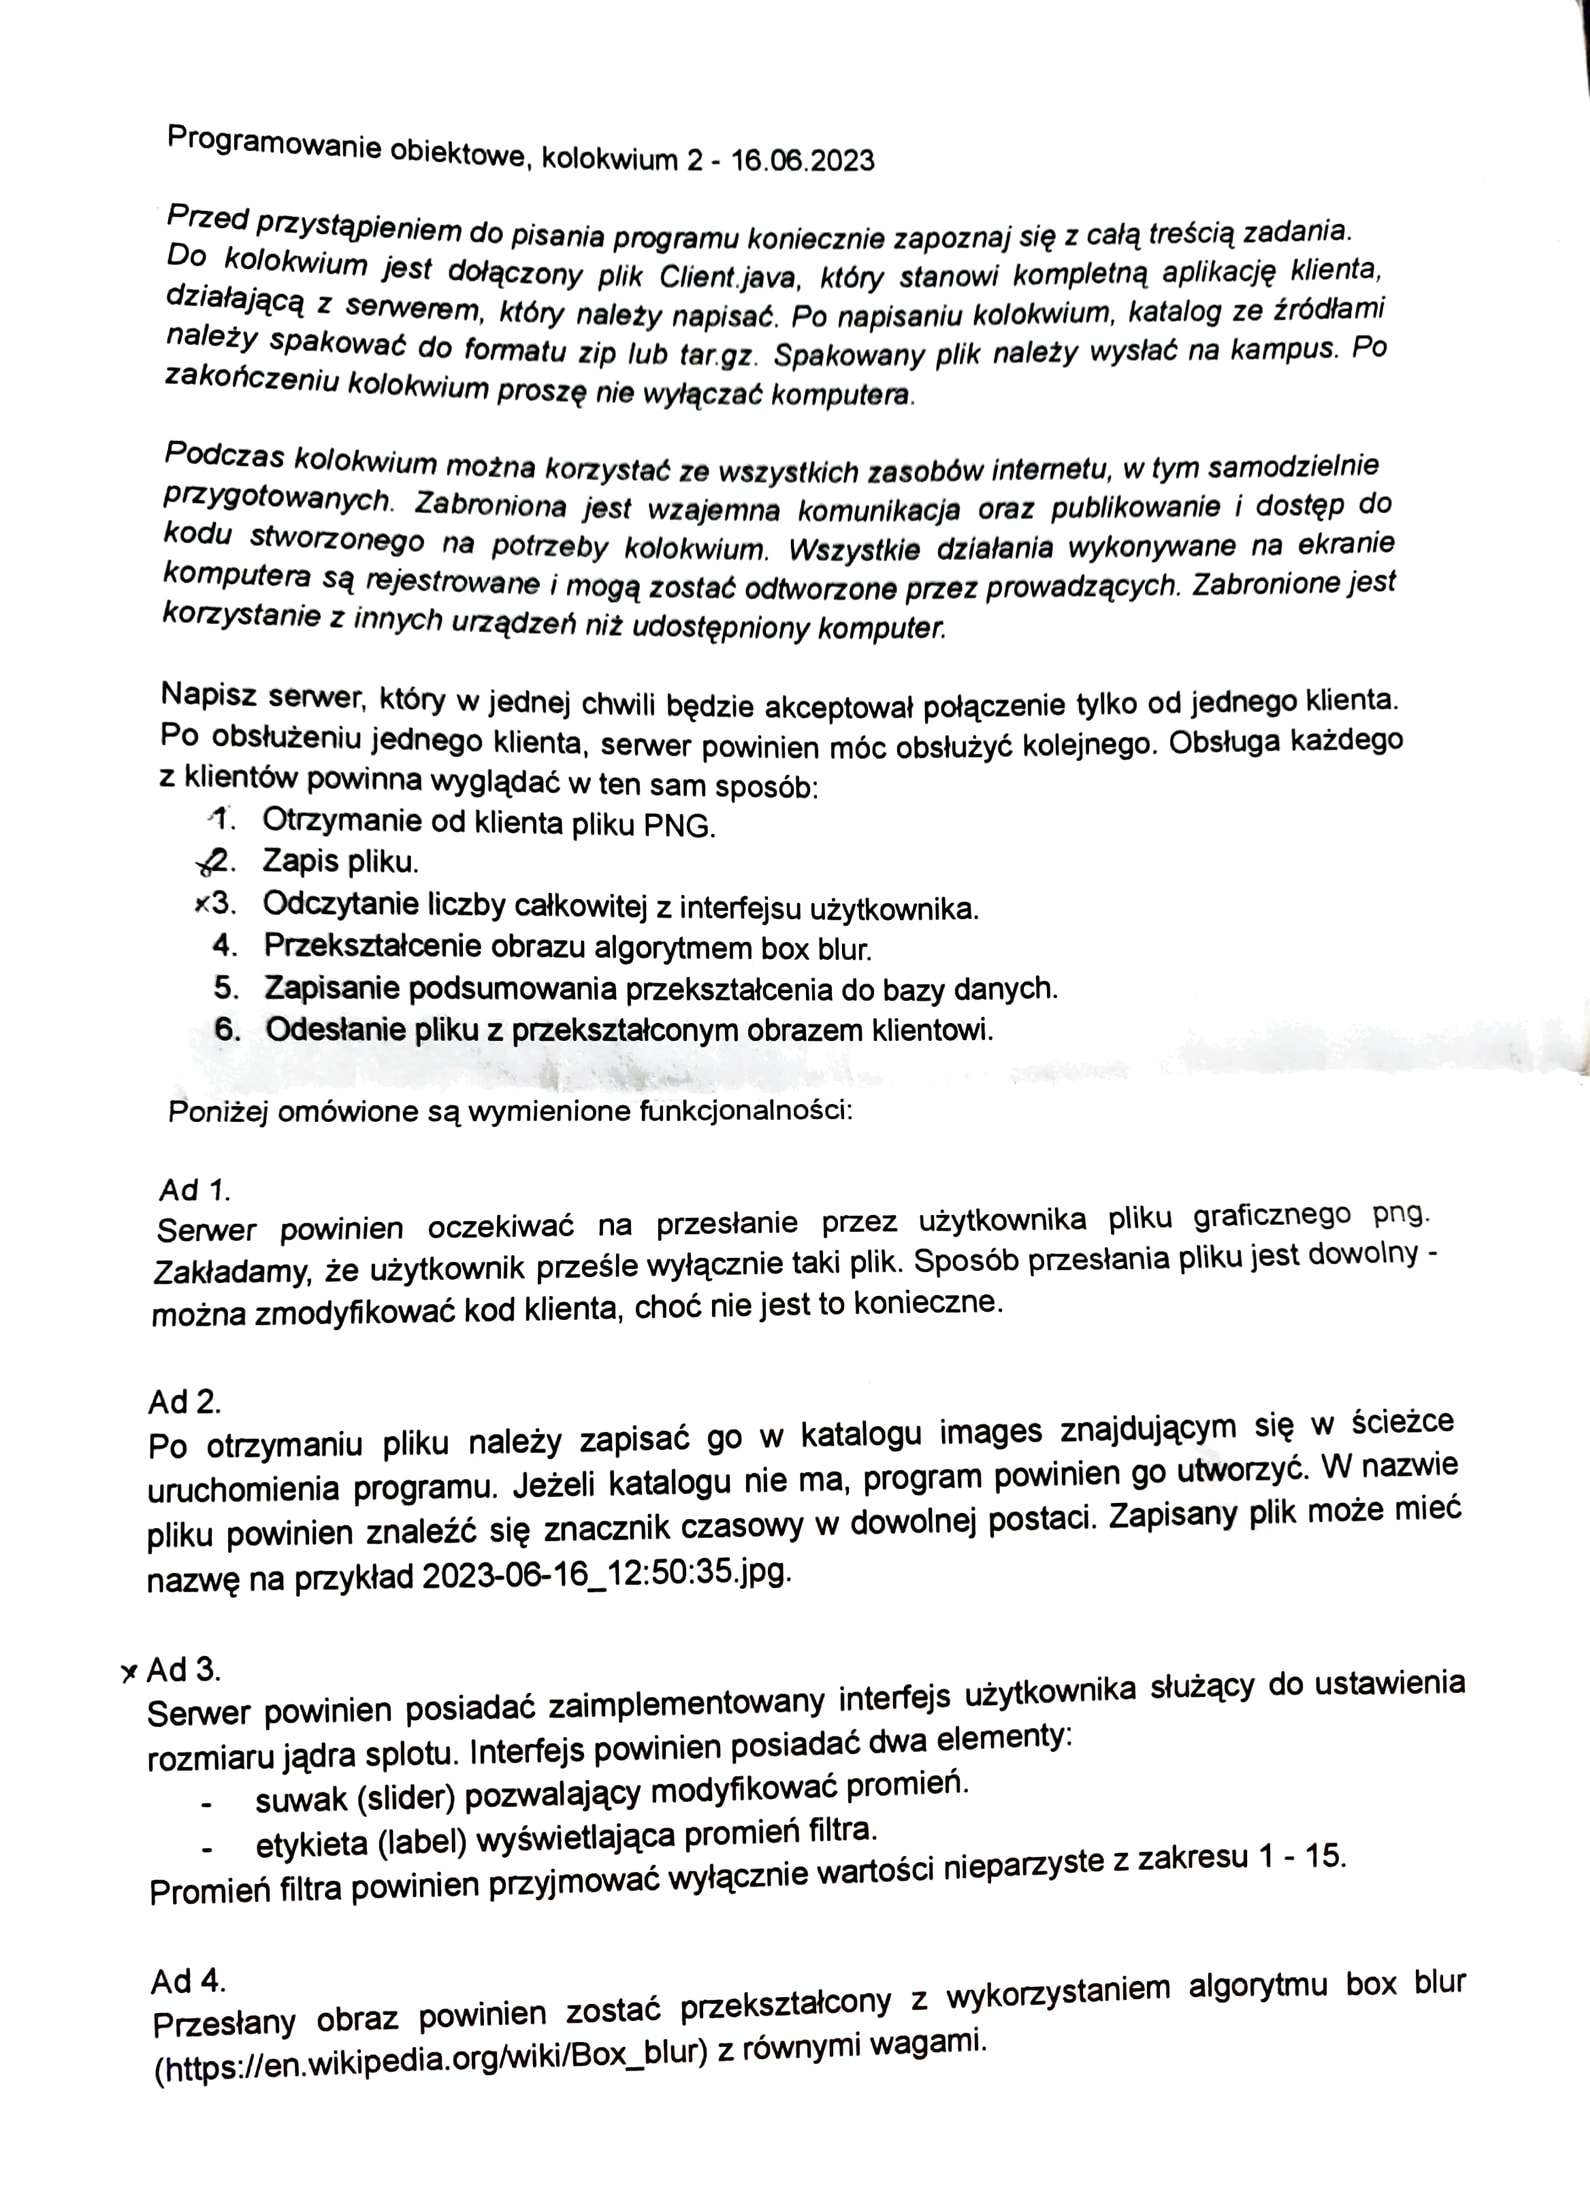 Programowanie obiektowe, kolokwium 2 - 16.06.2023
Przed przystąpieniem do pisania programu koniecznie zapoznaj się z całą treścią zadania.
Do kolokwium jest dołączony plik Client.java, który stanowi kompletną aplikację klienta,
działającą z serwerem, który należy napisać. Po napisaniu kolokwium, katalog ze źródłami
należy spakować do formatu zip lub tar.gz. Spakowany plik należy wysłać na kampus. Po
zakończeniu kolokwium proszę nie wyłączać komputera.
Podczas kolokwium można korzystać ze wszystkich zasobów internetu, w tym samodzielnie
przygotowanych. Zabroniona jest wzajemna komunikacja oraz publikowanie i dostęp do
kodu stworzonego na potrzeby kolokwium. Wszystkie działania wykonywane na ekranie
komputera są rejestrowane i mogą zostać odtworzone przez prowadzących. Zabronione jest
korzystanie z innych urządzeń niż udostępniony komputer.
Napisz serwer, który w jednej chwili będzie akceptował połączenie tylko od jednego klienta.
Po obsłużeniu jednego klienta, serwer powinien móc obsłużyć kolejnego. Obsługa każdego
z klientów powinna wyglądać w ten sam sposób:
1. Otrzymanie od klienta pliku PNG.
2. Zapis pliku.
x3. Odczytanie liczby całkowitej z interfejsu użytkownika.
4. Przekształcenie obrazu algorytmem box blur.
5. Zapisanie podsumowania przekształcenia do bazy danych.
6. Odesłanie pliku z przekształconym obrazem klientowi.
Poniżej omówione są wymienione funkcjonalności:
Ad 1.
Serwer powinien oczekiwać na przesłanie przez użytkownika pliku graficznego png.
Zakładamy, że użytkownik prześle wyłącznie taki plik. Sposób przesłania pliku jest dowolny -
można zmodyfikować kod klienta, choć nie jest to konieczne.
Ad 2.
Po otrzymaniu pliku należy zapisać go w katalogu images znajdującym się w ścieżce
uruchomienia programu. Jeżeli katalogu nie ma, program powinien go utworzyć. W nazwie
pliku powinien znaleźć się znacznik czasowy w dowolnej postaci. Zapisany plik może mieć
nazwę na przykład 2023-06-16_12:50:35.jpg.
x Ad 3.
Serwer powinien posiadać zaimplementowany interfejs użytkownika służący do ustawienia
rozmiaru jądra splotu. Interfejs powinien posiadać dwa elementy:
- suwak (slider) pozwalający modyfikować promień.
- etykieta (label) wyświetlająca promień filtra.
Promień filtra powinien przyjmować wyłącznie wartości nieparzyste z zakresu 1 - 15.
Ad 4.
Przesłany obraz powinien zostać przekształcony z wykorzystaniem algorytmu box blur
(https://en.wikipedia.org/wiki/Box_blur) z równymi wagami.